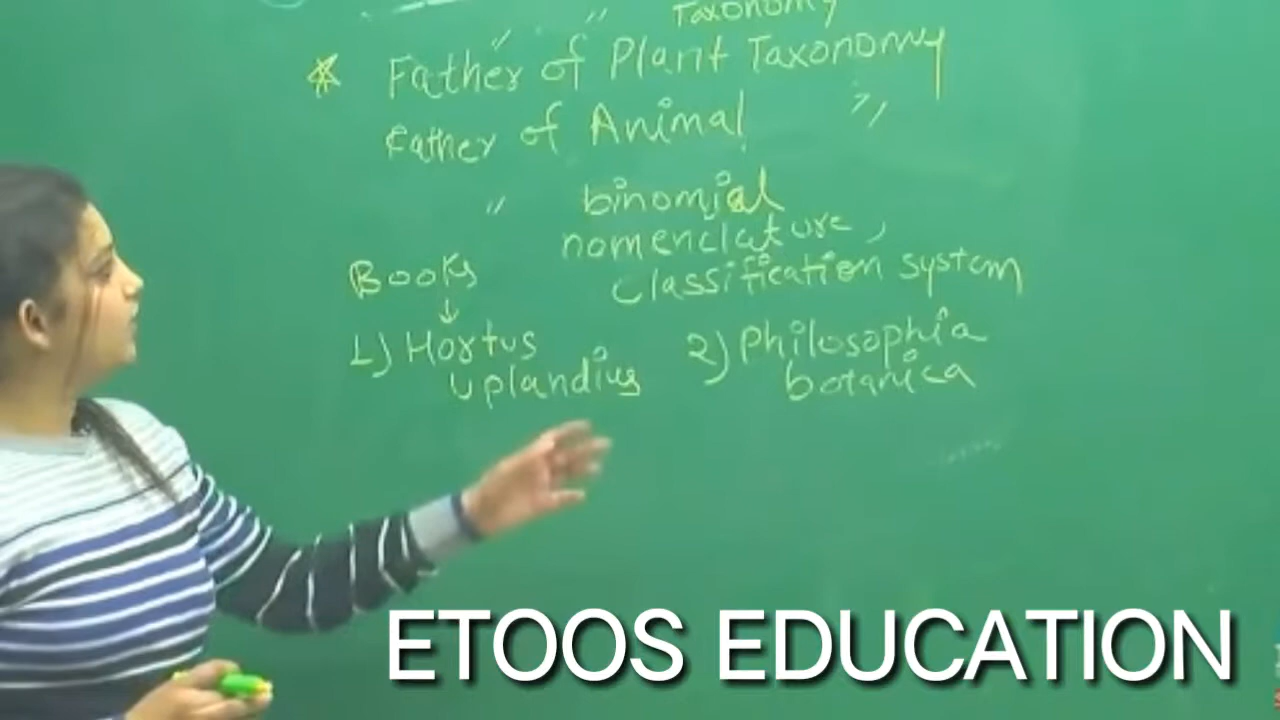 " " Taxonomy
* Father of Plant Taxonomy
Father of Animal "
" binomial
nomenclature,
classification system
Books
↓
1) Hortus
uplandius
2) Philosophia
botanica
ETOOS EDUCATION